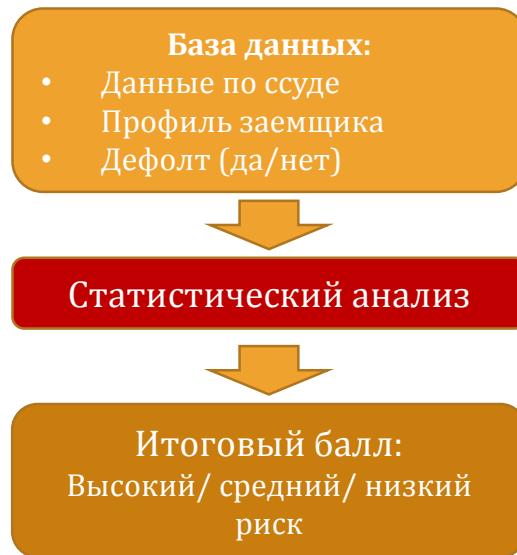 База данных:
• Данные по ссуде
• Профиль заемщика
• Дефолт (да/нет)
Статистический анализ
Итоговый балл:
Высокий/ средний/ низкий
риск